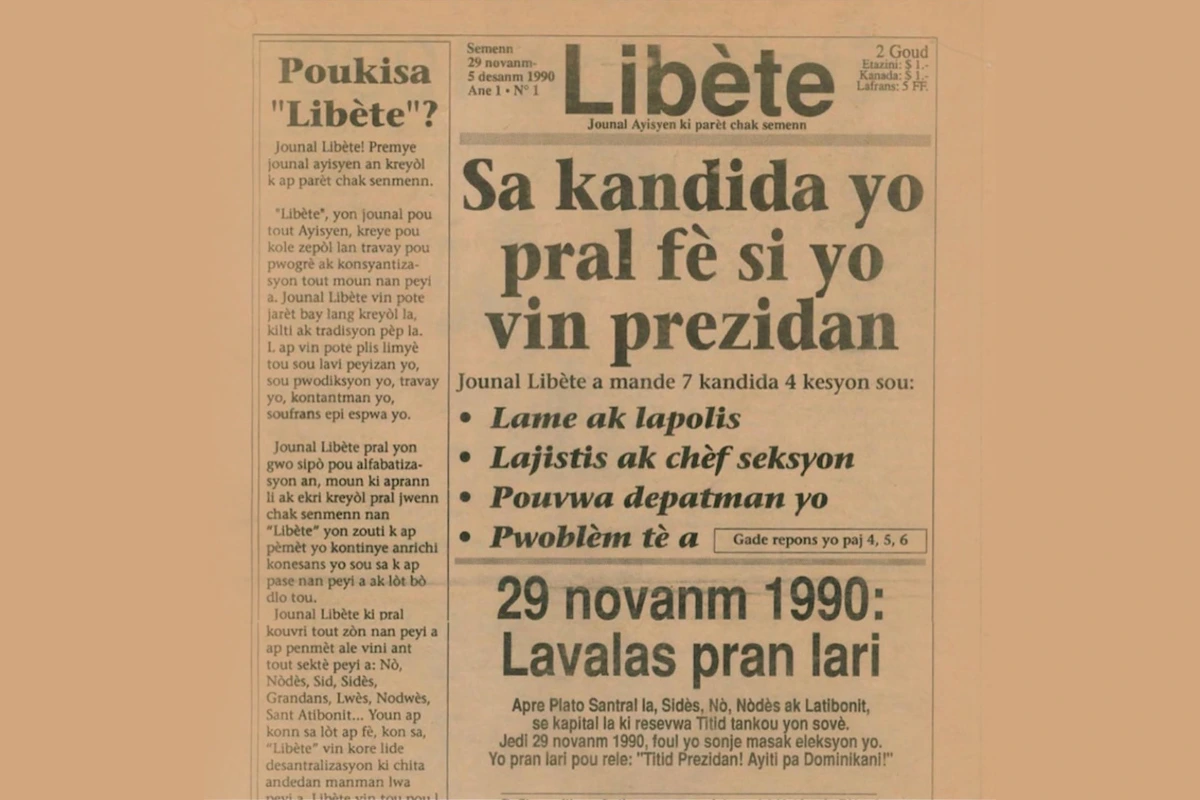 Poukisa
"Libète"?
Jounal Libète! Premye
jounal ayisyen an kreyòl
k ap parèt chak senmenn.
"Libète", yon jounal pou
tout Ayisyen, kreye pou
kole zepòl lan travay pou
pwogrè ak konsyantiza-
syon tout moun nan peyi
a. Jounal Libète vin pote
jarèt bay lang kreyòl la,
kilti ak tradisyon pèp la.
L ap vin pote plis limyè
tou sou lavi peyizan yo,
sou pwodiksyon yo, travay
yo, kontantman yo,
soufrans epi espwa yo.
Jounal Libète pral yon
gwo sipò pou alfabatiza-
syon an, moun ki aprann
li ak ekri kreyòl pral jwenn
chak senmenn nan
"Libète" yon zouti k ap
pèmèt yo kontinye anrichi
konesans yo sou sa k ap
pase nan peyi a ak lòt bò
dlo tou.
Jounal Libète ki pral
kouvri tout zòn nan peyi a
ap penmèt ale vini ant
tout sektè peyi a: Nò,
Nòdès, Sid, Sidès,
Grandans, Lwès, Nodwès,
Sant Atibonit... Youn ap
konn sa lòt ap fè, kon sa,
"Libète" vin kore lide
desantralizasyon ki chita
andedan manman lwa
peyi a. Libète vin tou pou l
Semenn
29 novanm-
5 desanm 1990
Ane 1 • N° 1
Libète
Jounal Ayisyen ki parèt chak semenn
2 Goud
Etazini: $ 1.-
Kanada: $ 1.-
Lafrans: 5 FF.
Sa kandida yo
pral fè si yo
vin prezidan
Jounal Libète a mande 7 kandida 4 kesyon sou:
• Lame ak lapolis
• Lajistis ak chèf seksyon
• Pouvwa depatman yo
• Pwoblèm tè a
Gade repons yo paj 4, 5, 6
29 novanm 1990:
Lavalas pran lari
Apre Plato Santral la, Sidès, Nò, Nòdès ak Latibonit,
se kapital la ki resevwa Titid tankou yon sovè.
Jedi 29 novanm 1990, foul yo sonje masak eleksyon yo.
Yo pran lari pou rele: "Titid Prezidan! Ayiti pa Dominikani!"